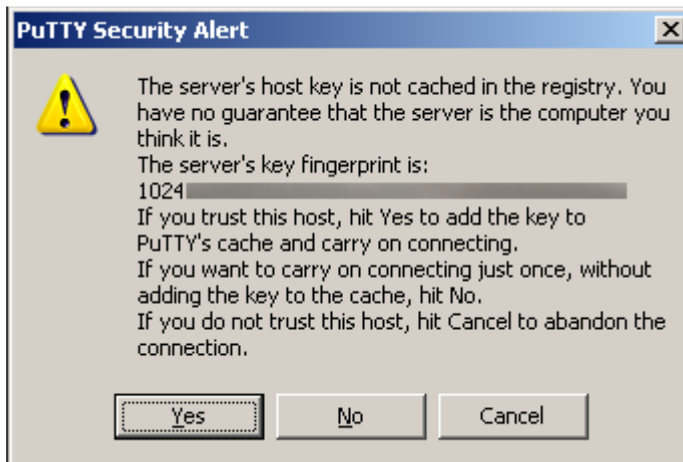 PuTTY Security Alert
The server's host key is not cached in the registry. You
have no guarantee that the server is the computer you
think it is.
The server's key fingerprint is:
1024
If you trust this host, hit Yes to add the key to
PuTTY's cache and carry on connecting.
If you want to carry on connecting just once, without
adding the key to the cache, hit No.
If you do not trust this host, hit Cancel to abandon the
connection.
Yes No Cancel